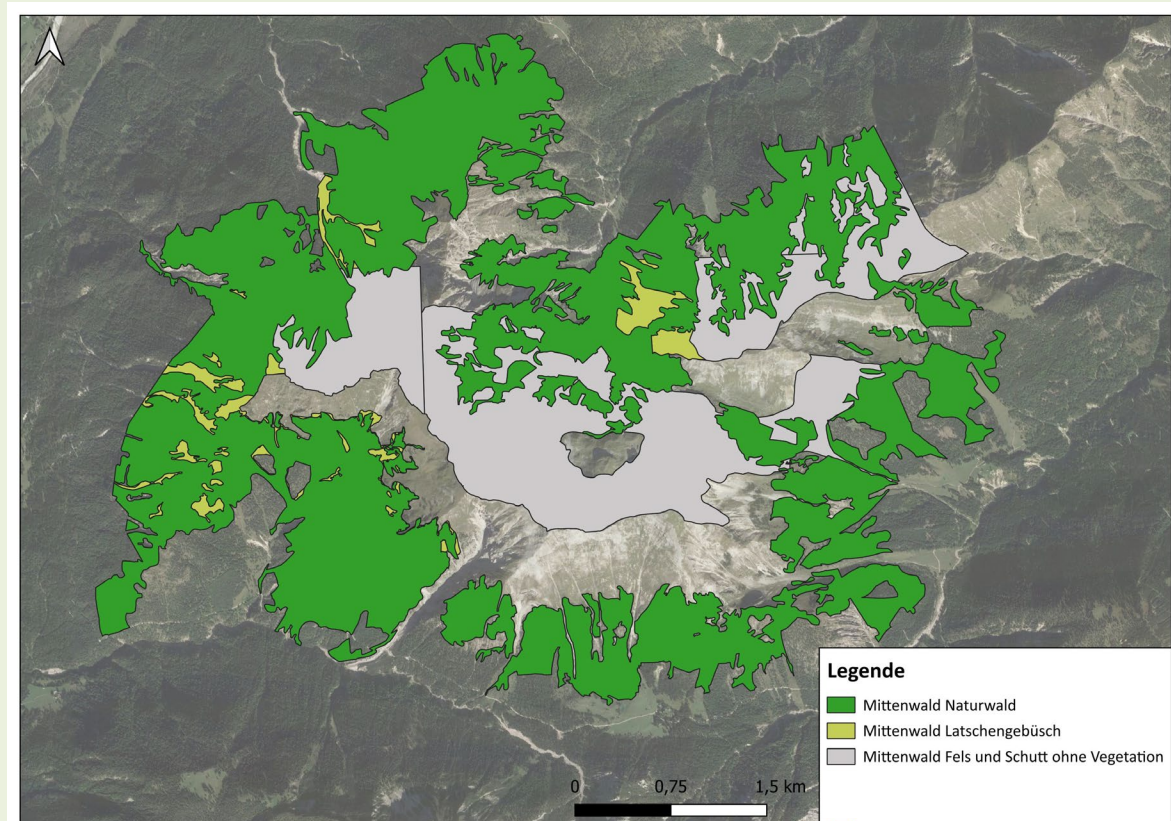 Legende
Mittenwald Naturwald
Mittenwald Latschengebüsch
Mittenwald Fels und Schutt ohne Vegetation
0 0,75 1,5 km